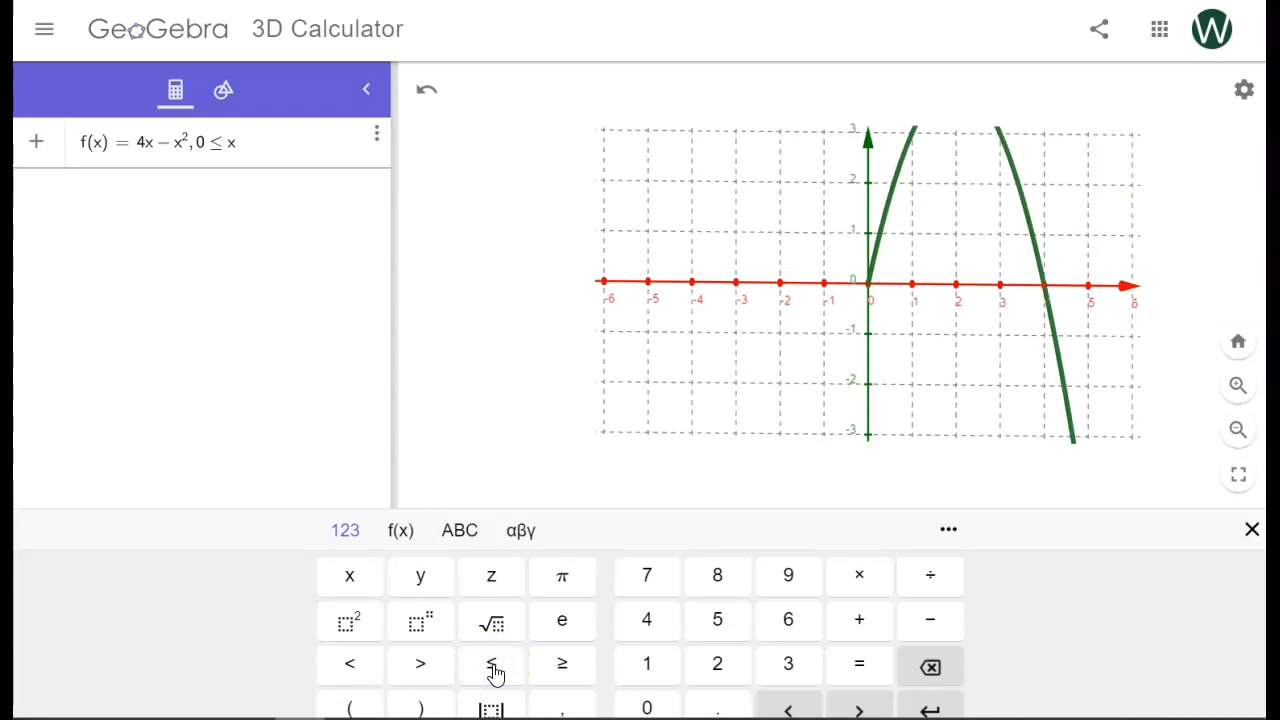 GeoGebra 3D Calculator
W
f(x) = 4x − x², 0 ≤ x
3
2
1
0
-6 -5 -4 -3 -2 -1 0 1 2 3 5 6
-1
-2
-3
123 f(x) ABC αβγ ...
x y z π 7 8 9 × ÷
2 √ e 4 5 6 + −
< > ≤ ≥ 1 2 3 =
( ) , 0 . < >